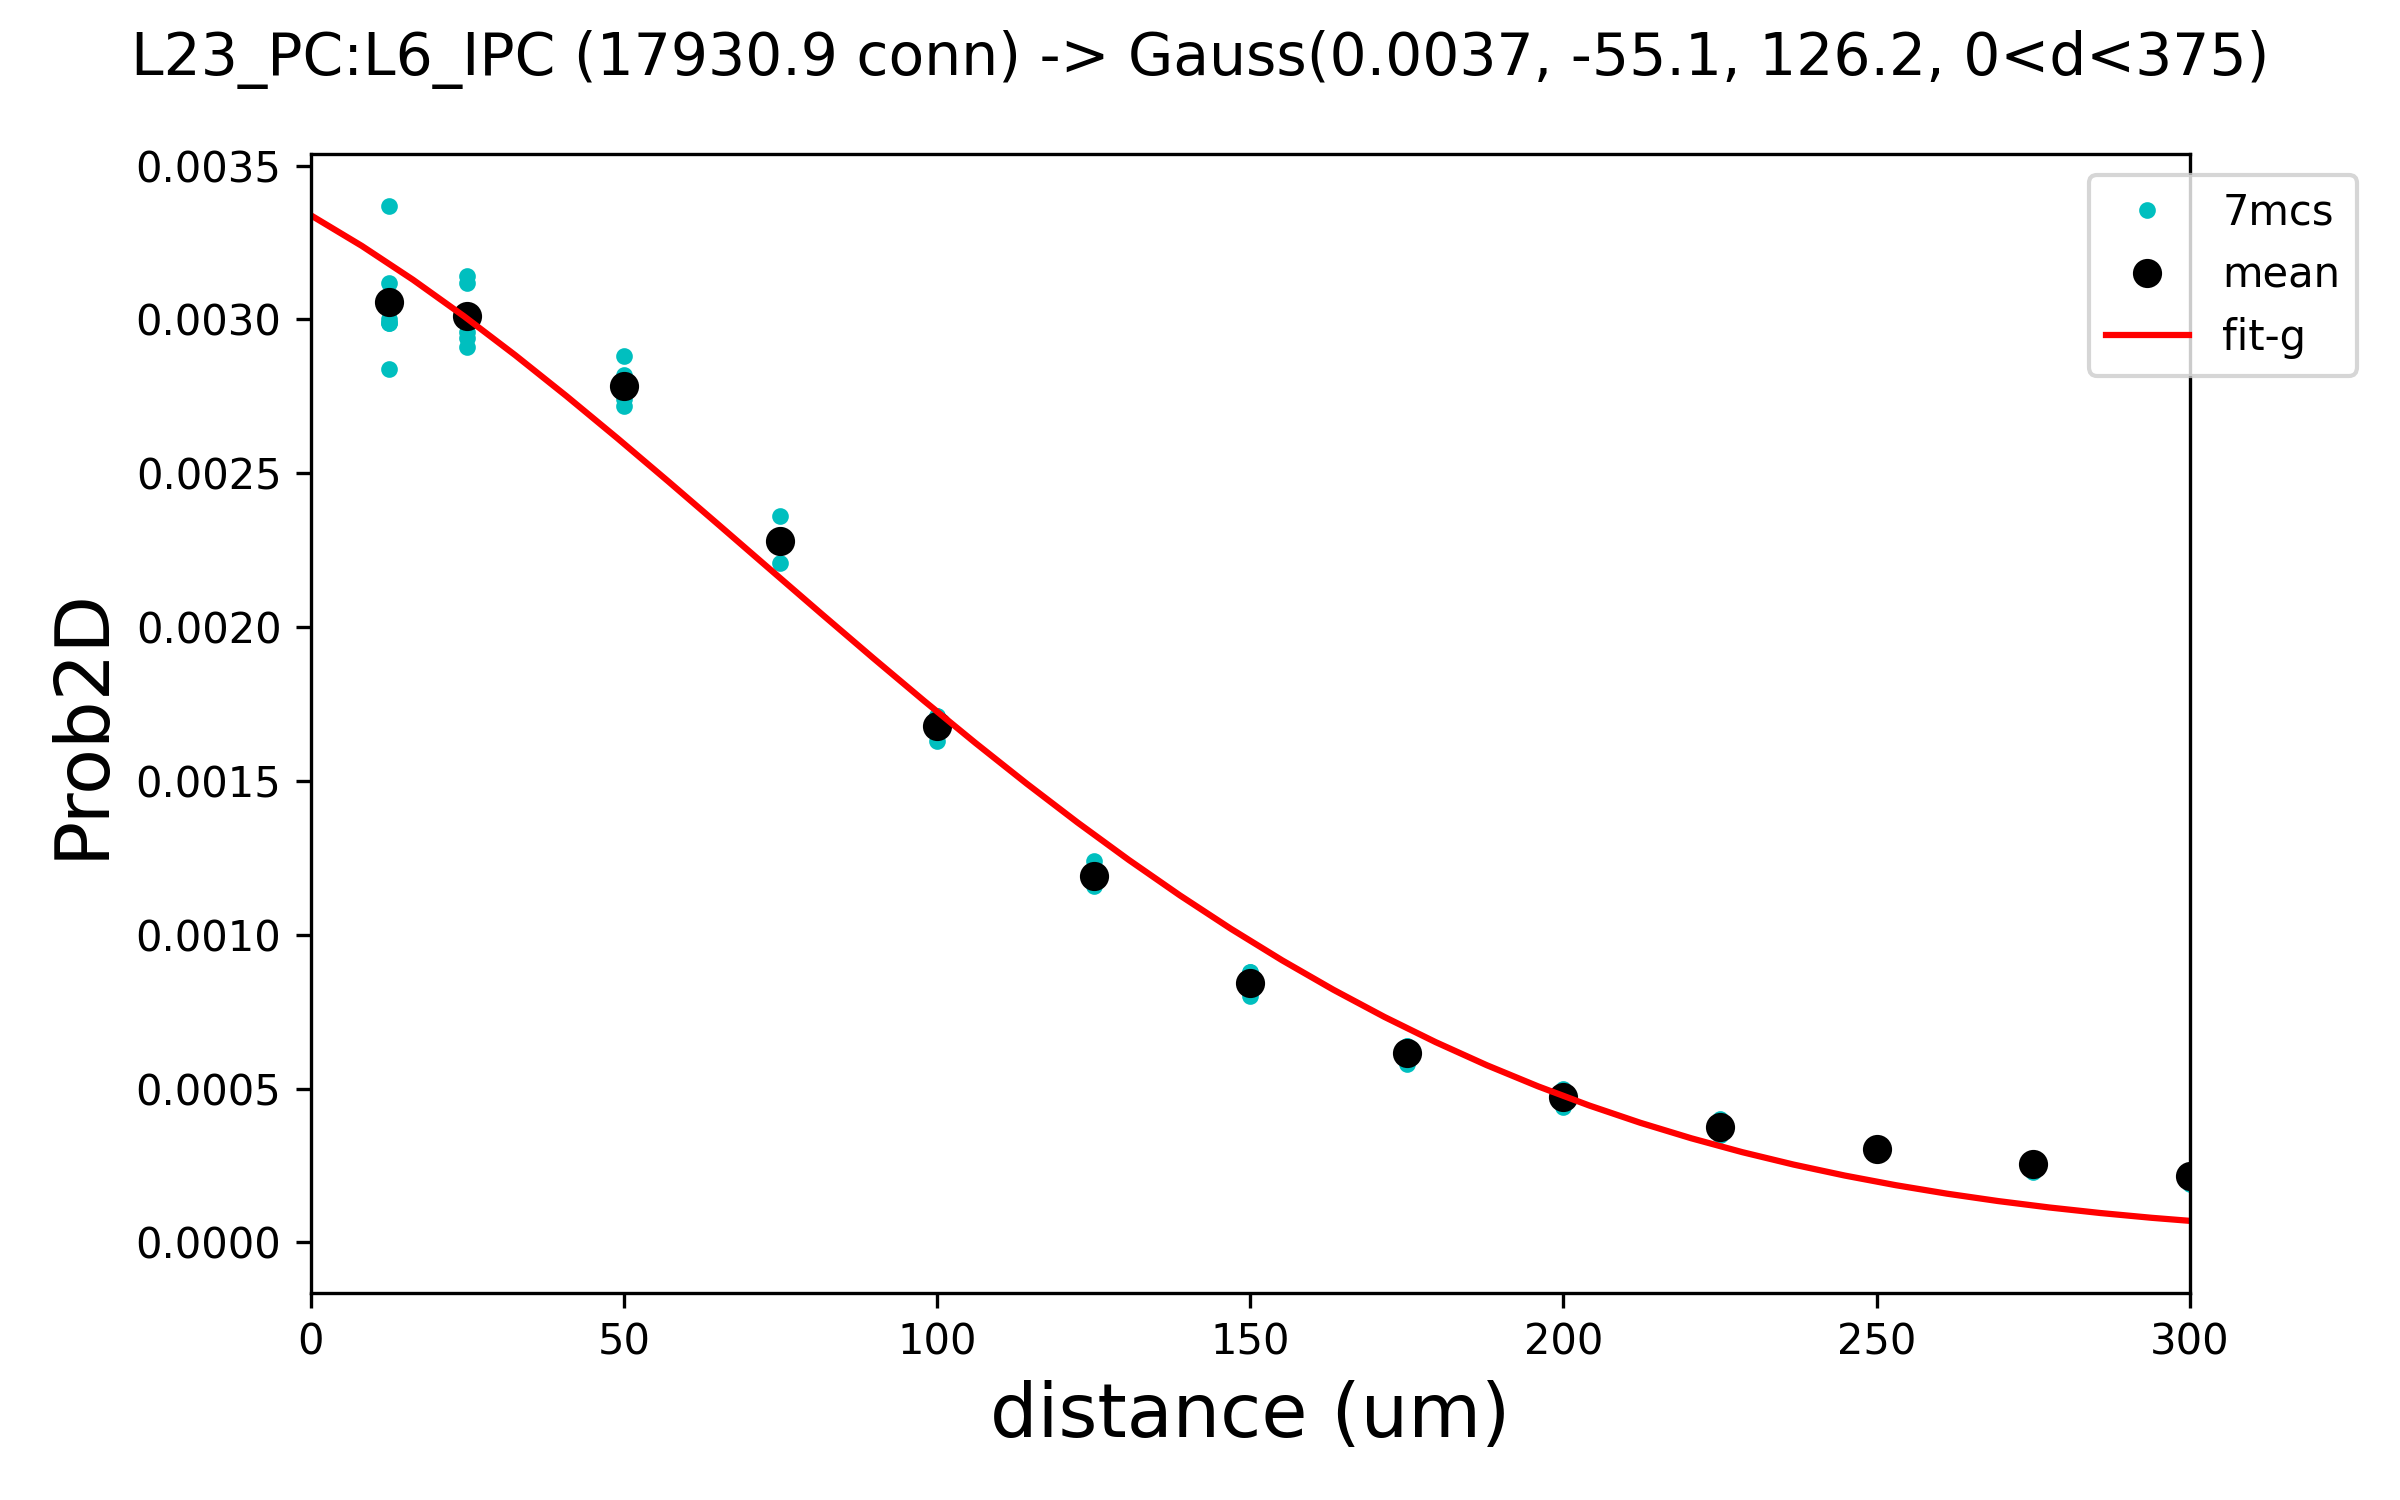 L23_PC:L6_IPC (17930.9 conn) -> Gauss(0.0037, -55.1, 126.2, 0<d<375)
0.0035
0.0030
0.0025
0.0020
0.0015
0.0010
0.0005
0.0000
Prob2D
7mcs
mean
fit-g
0
50
100
150
200
250
300
distance (um)